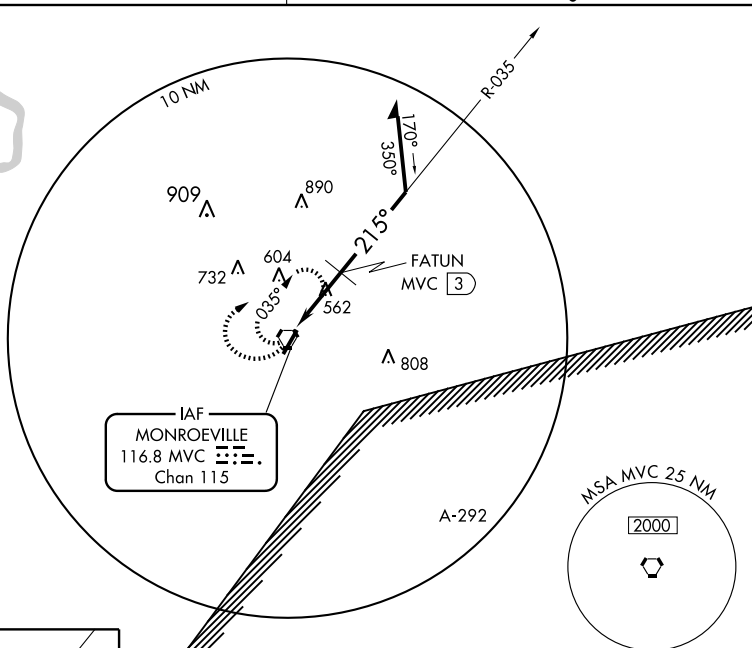 10 NM
R-035
170°
350°
909
890
215°
604
732
FATUN
MVC 3
035°
562
808
IAF
MONROEVILLE
116.8 MVC
Chan 115
A-292
MSA MVC 25 NM
2000